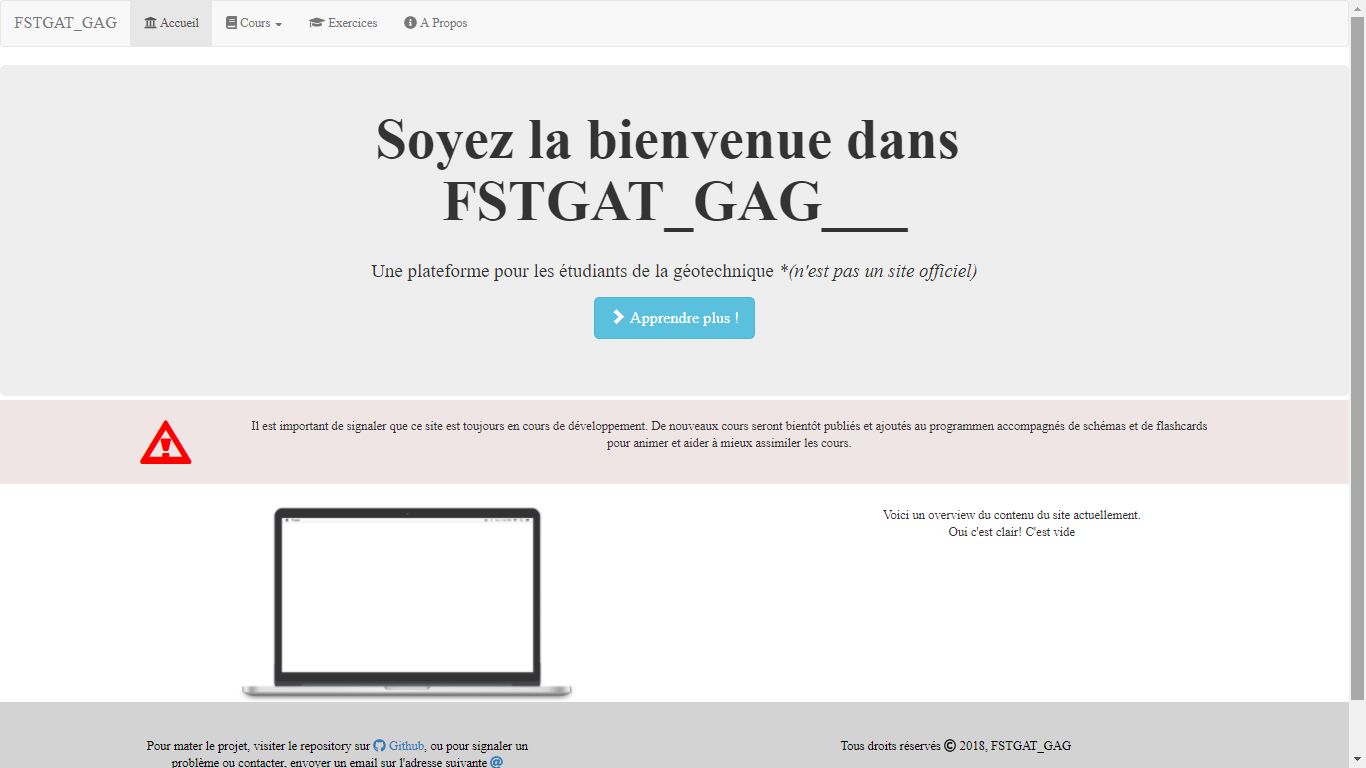 FSTGAT_GAG Accueil Cours Exercices A Propos
Soyez la bienvenue dans
FSTGAT_GAG___
Une plateforme pour les étudiants de la géotechnique *(n'est pas un site officiel)
Apprendre plus !
Il est important de signaler que ce site est toujours en cours de développement. De nouveaux cours seront bientôt publiés et ajoutés au programmen accompagnés de schémas et de flashcards
pour animer et aider à mieux assimiler les cours.
Voici un overview du contenu du site actuellement.
Oui c'est clair! C'est vide
Pour mater le projet, visiter le repository sur Github, ou pour signaler un
problème ou contacter, envoyer un email sur l'adresse suivante @
Tous droits réservés © 2018, FSTGAT_GAG